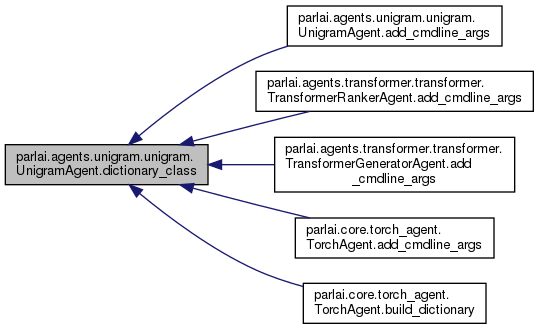 parlai.agents.unigram.unigram.
UnigramAgent.add_cmdline_args
parlai.agents.transformer.transformer.
TransformerRankerAgent.add_cmdline_args
parlai.agents.unigram.unigram.
UnigramAgent.dictionary_class
parlai.agents.transformer.transformer.
TransformerGeneratorAgent.add
_cmdline_args
parlai.core.torch_agent.
TorchAgent.add_cmdline_args
parlai.core.torch_agent.
TorchAgent.build_dictionary